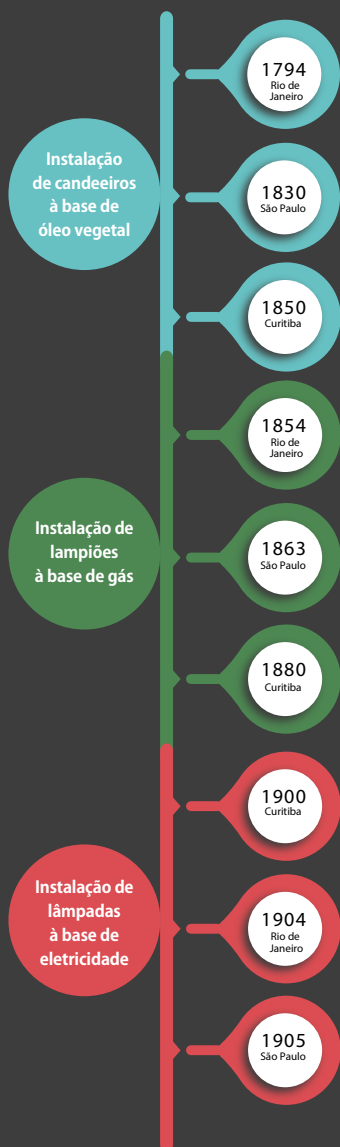 Instalação
de candeeiros
à base de
óleo vegetal
1794
Rio de
Janeiro
1830
São Paulo
1850
Curitiba
Instalação de
lampiões
à base de gás
1854
Rio de
Janeiro
1863
São Paulo
1880
Curitiba
Instalação de
lâmpadas
à base de
eletricidade
1900
Curitiba
1904
Rio de
Janeiro
1905
São Paulo